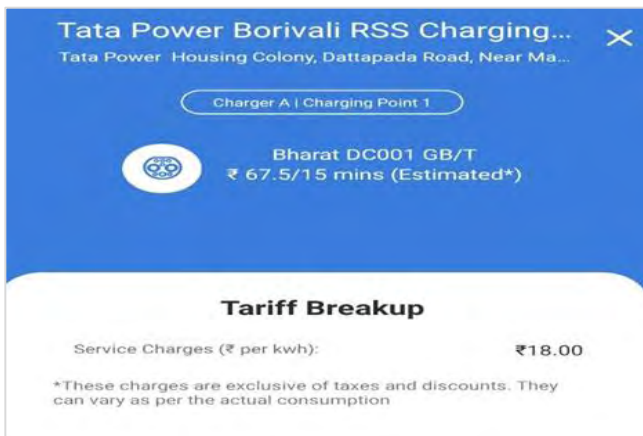 Tata Power Borivali RSS Charging...
Tata Power Housing Colony, Dattapada Road, Near Ma...
Charger A | Charging Point 1
Bharat DC001 GB/T
₹ 67.5/15 mins (Estimated*)
Tariff Breakup
Service Charges (₹ per kwh): ₹18.00
*These charges are exclusive of taxes and discounts. They
can vary as per the actual consumption